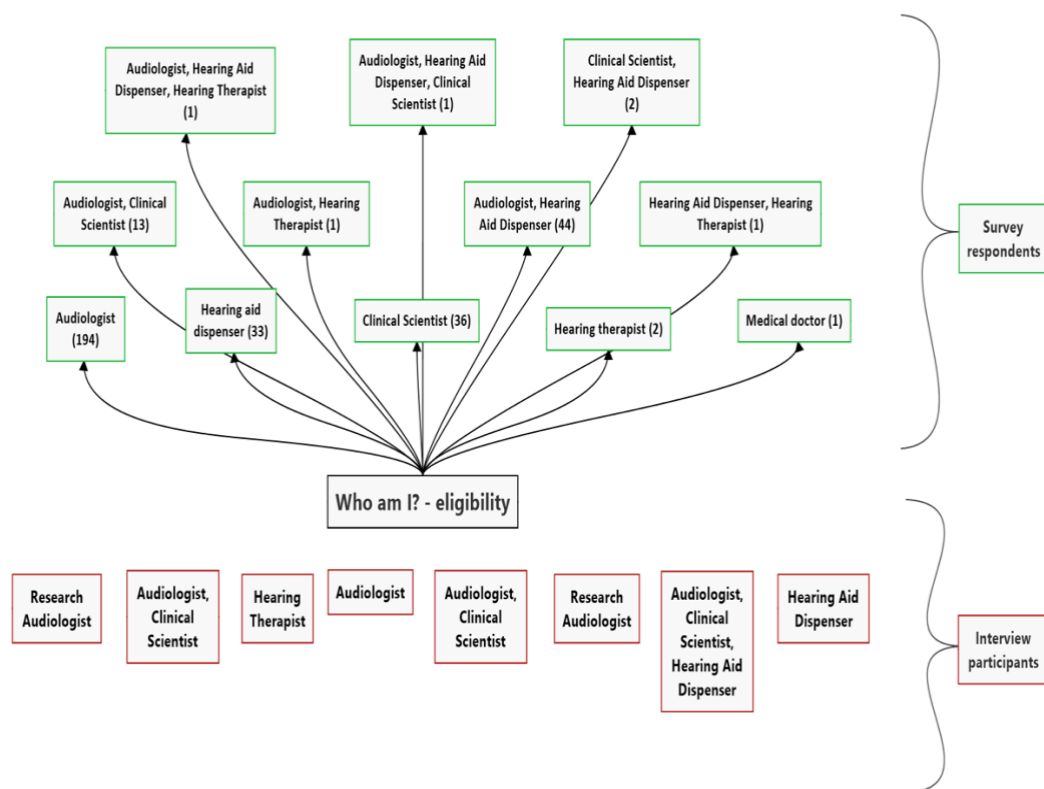 Audiologist, Hearing Aid
Dispenser, Hearing Therapist
(1)
Audiologist, Hearing Aid
Dispenser, Clinical
Scientist (1)
Clinical Scientist,
Hearing Aid Dispenser
(2)
Audiologist, Clinical
Scientist (13)
Audiologist, Hearing
Therapist (1)
Audiologist, Hearing
Aid Dispenser (44)
Hearing Aid Dispenser, Hearing
Therapist (1)
Survey
respondents
Audiologist
(194)
Hearing aid
dispenser (33)
Clinical Scientist (36)
Hearing therapist (2)
Medical doctor (1)
Who am I? - eligibility
Research
Audiologist
Audiologist,
Clinical
Scientist
Hearing
Therapist
Audiologist
Audiologist,
Clinical
Scientist
Research
Audiologist
Audiologist,
Clinical
Scientist,
Hearing Aid
Dispenser
Hearing Aid
Dispenser
Interview
participants